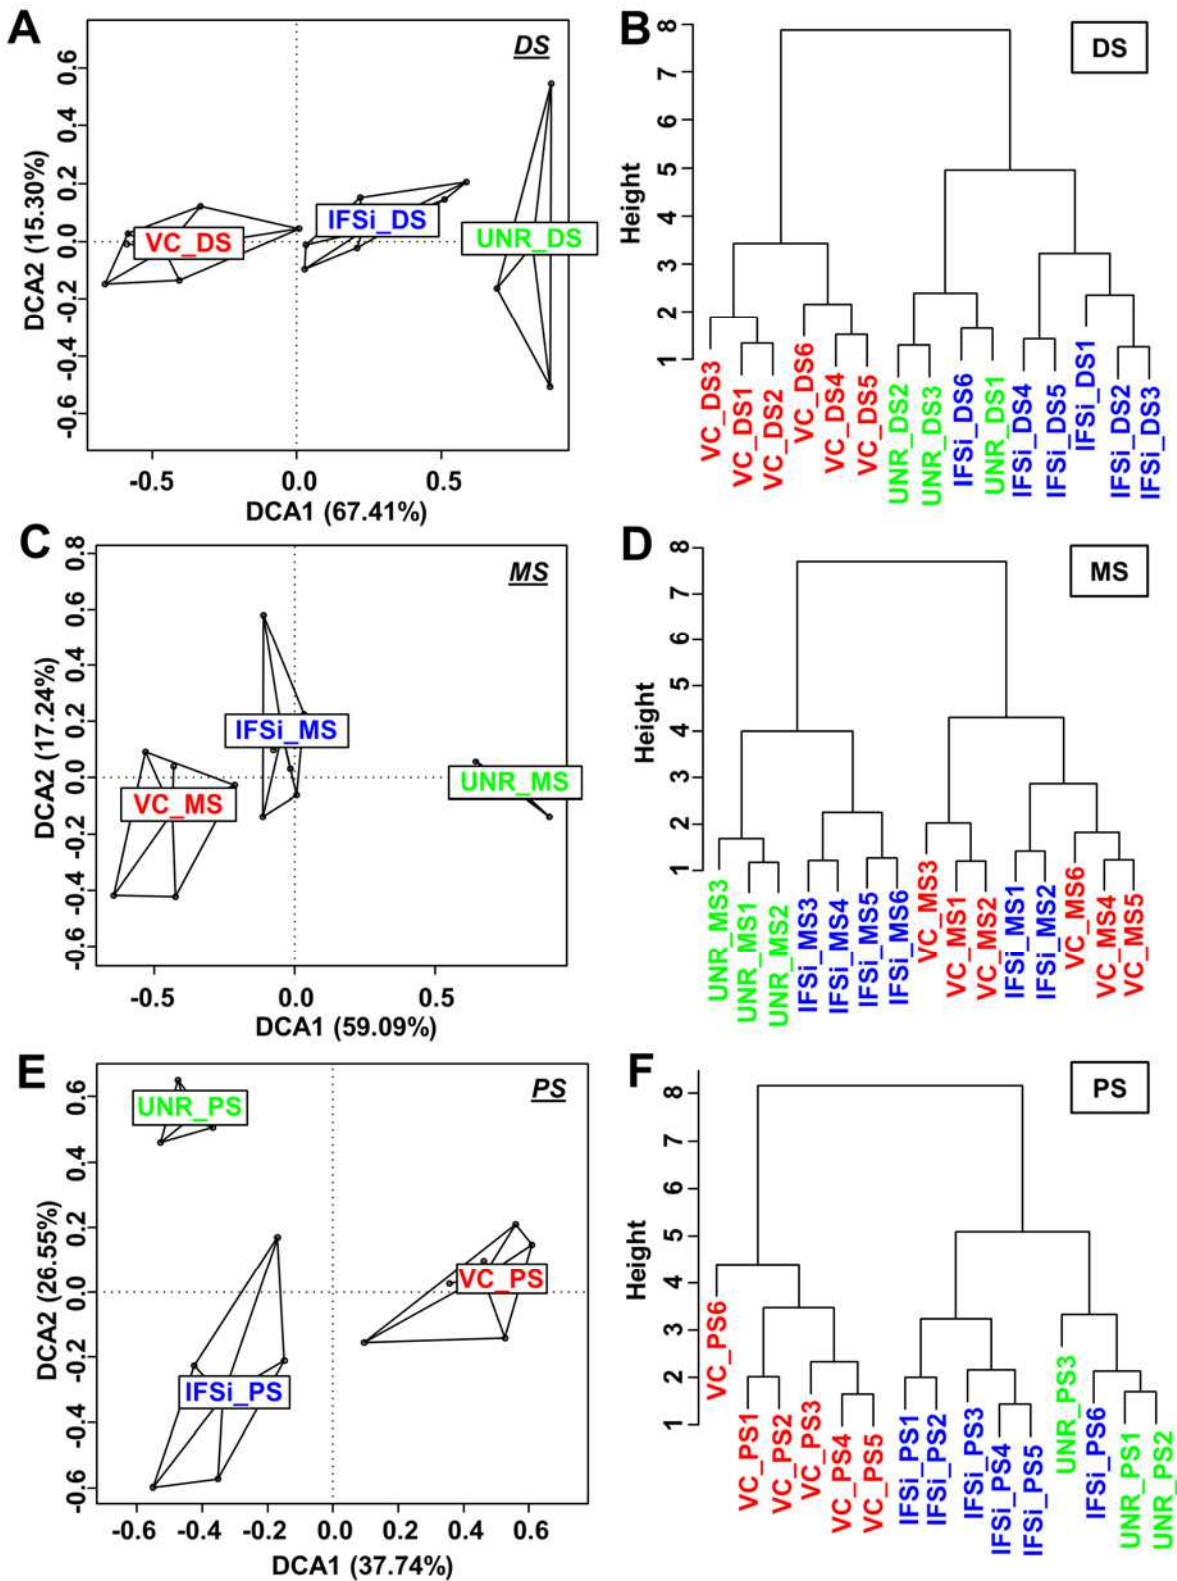 A
DS
DCA2 (15.30%)
0.6
0.4
0.2
0.0
-0.2
-0.4
-0.6
VC_DS
IFSi_DS
UNR_DS
-0.5
0.0
0.5
DCA1 (67.41%)
B
DS
Height
8
7
6
5
4
3
2
1
VC_DS3
VC_DS1
VC_DS2
VC_DS6
VC_DS4
VC_DS5
UNR_DS2
UNR_DS3
IFSi_DS6
UNR_DS1
IFSi_DS4
IFSi_DS5
IFSi_DS1
IFSi_DS2
IFSi_DS3
C
MS
DCA2 (17.24%)
0.8
0.6
0.4
0.2
0.0
-0.2
-0.4
-0.6
IFSi_MS
VC_MS
UNR_MS
-0.5
0.0
0.5
DCA1 (59.09%)
D
MS
Height
8
7
6
5
4
3
2
1
UNR_MS3
UNR_MS1
UNR_MS2
IFSi_MS3
IFSi_MS4
IFSi_MS5
IFSi_MS6
VC_MS3
VC_MS1
VC_MS2
IFSi_MS1
IFSi_MS2
VC_MS6
VC_MS4
VC_MS5
E
PS
DCA2 (26.55%)
0.6
0.4
0.2
0.0
-0.2
-0.4
-0.6
UNR_PS
VC_PS
IFSi_PS
-0.6
-0.4
-0.2
0.0
0.2
0.4
0.6
DCA1 (37.74%)
F
PS
Height
8
7
6
5
4
3
2
1
VC_PS6
VC_PS1
VC_PS2
VC_PS3
VC_PS4
VC_PS5
IFSi_PS1
IFSi_PS2
IFSi_PS3
IFSi_PS4
IFSi_PS5
UNR_PS3
IFSi_PS6
UNR_PS1
UNR_PS2